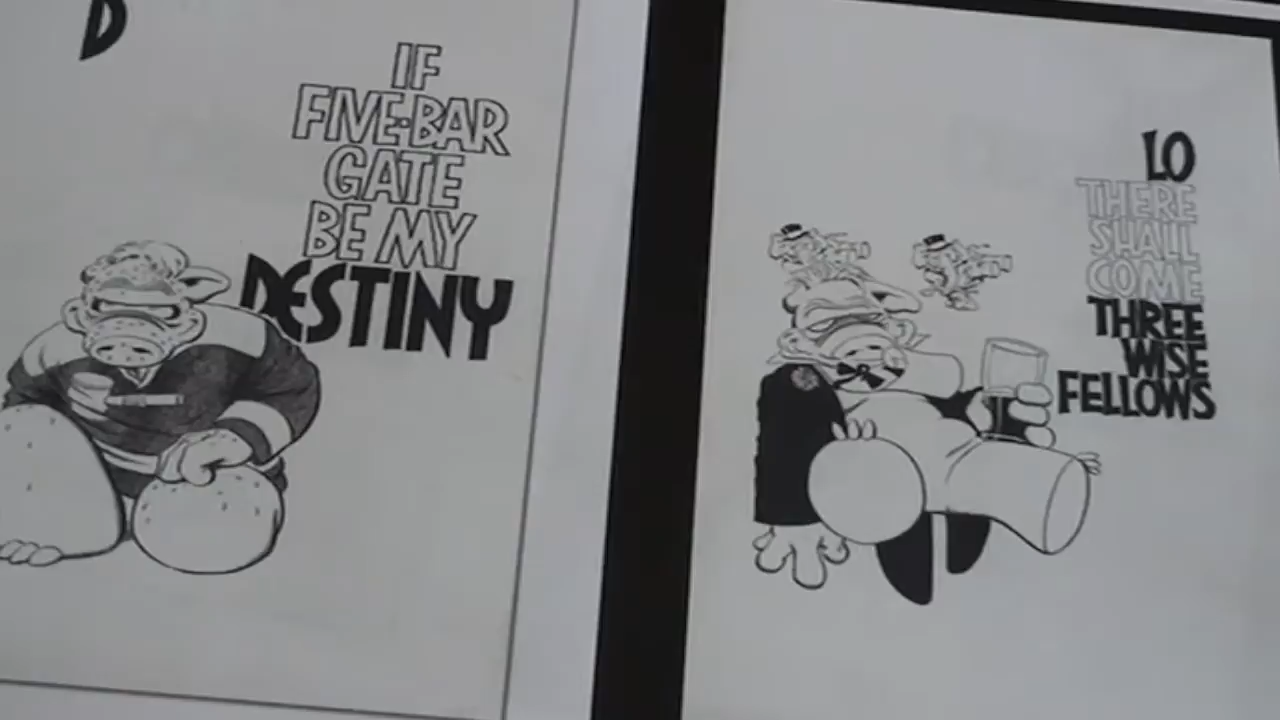 D
IF
FIVE-BAR
GATE
BE MY
DESTINY
LO
THERE
SHALL
COME
THREE
WISE
FELLOWS